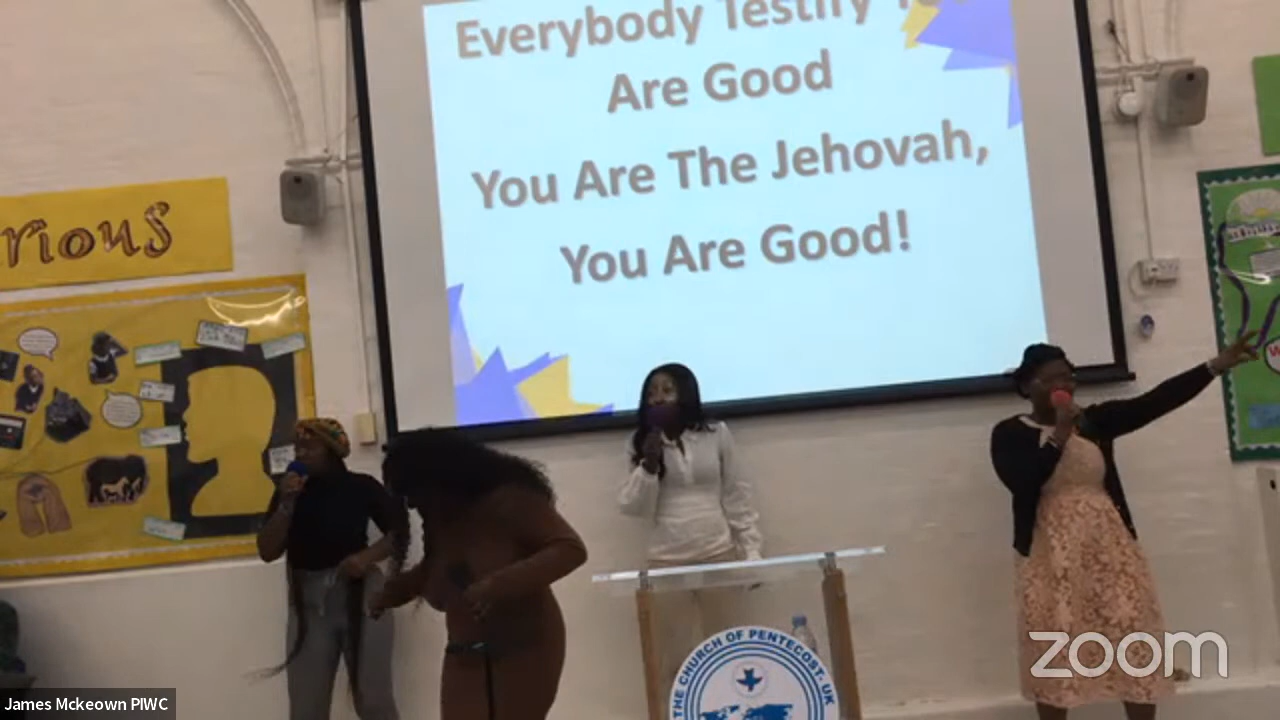 Everybody Testify
Are Good
You Are The Jehovah,
You Are Good!
rious
THE CHURCH OF PENTECOST. UK
zoom
James Mckeown PIWC